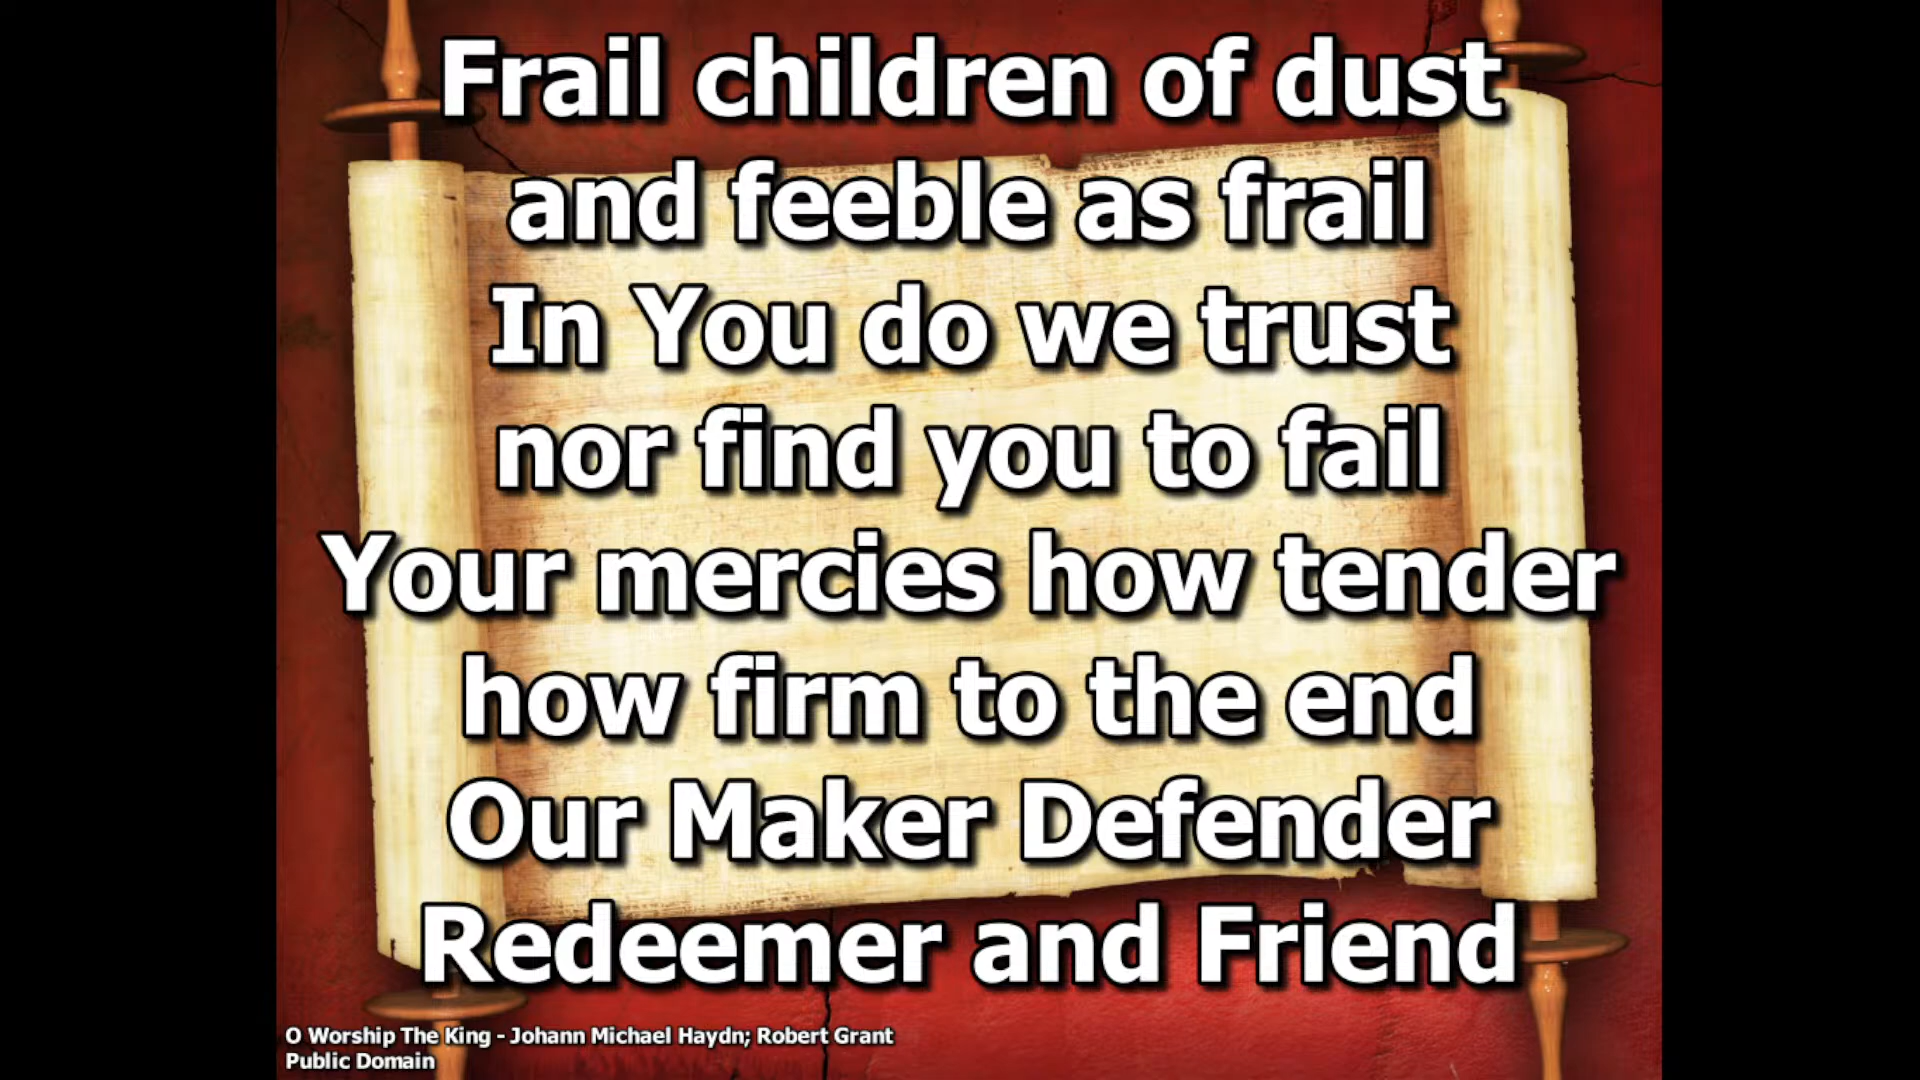 Frail children of dust
and feeble as frail
In You do we trust
nor find you to fail
Your mercies how tender
how firm to the end
Our Maker Defender
Redeemer and Friend
O Worship The King - Johann Michael Haydn; Robert Grant
Public Domain